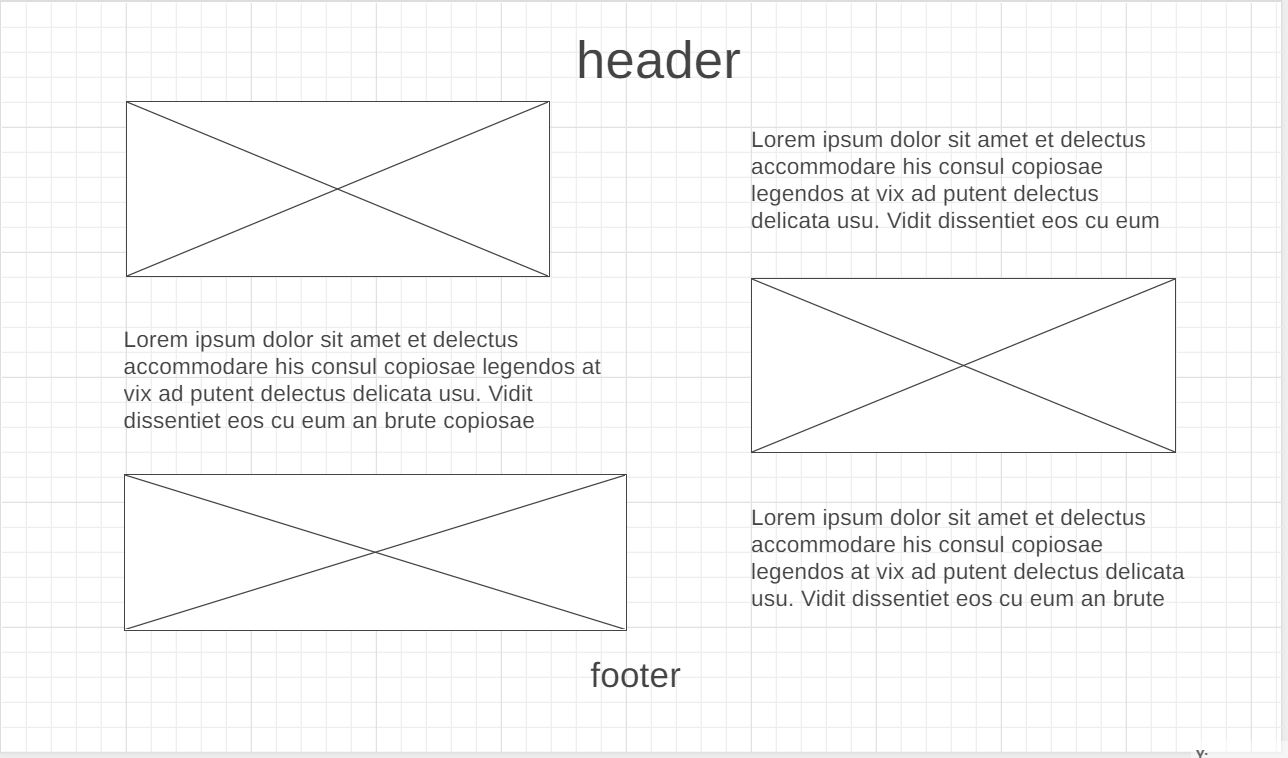 header
Lorem ipsum dolor sit amet et delectus
accommodare his consul copiosae
legendos at vix ad putent delectus
delicata usu. Vidit dissentiet eos cu eum
Lorem ipsum dolor sit amet et delectus
accommodare his consul copiosae legendos at
vix ad putent delectus delicata usu. Vidit
dissentiet eos cu eum an brute copiosae
Lorem ipsum dolor sit amet et delectus
accommodare his consul copiosae
legendos at vix ad putent delectus delicata
usu. Vidit dissentiet eos cu eum an brute
footer